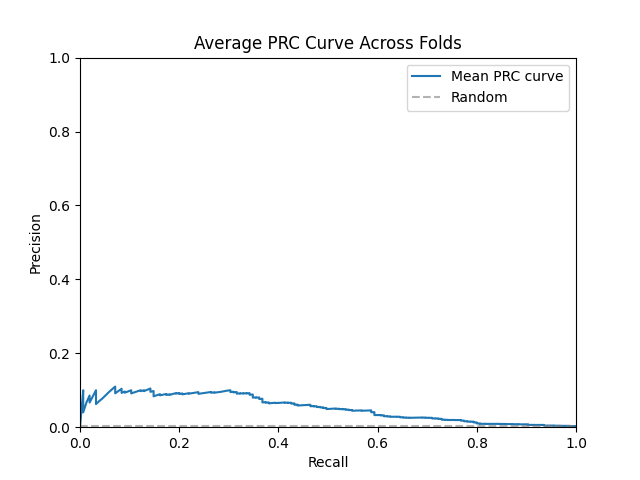 Average PRC Curve Across Folds
Mean PRC curve
Random
Precision
1.0
0.8
0.6
0.4
0.2
0.0
0.0 0.2 0.4 0.6 0.8 1.0
Recall